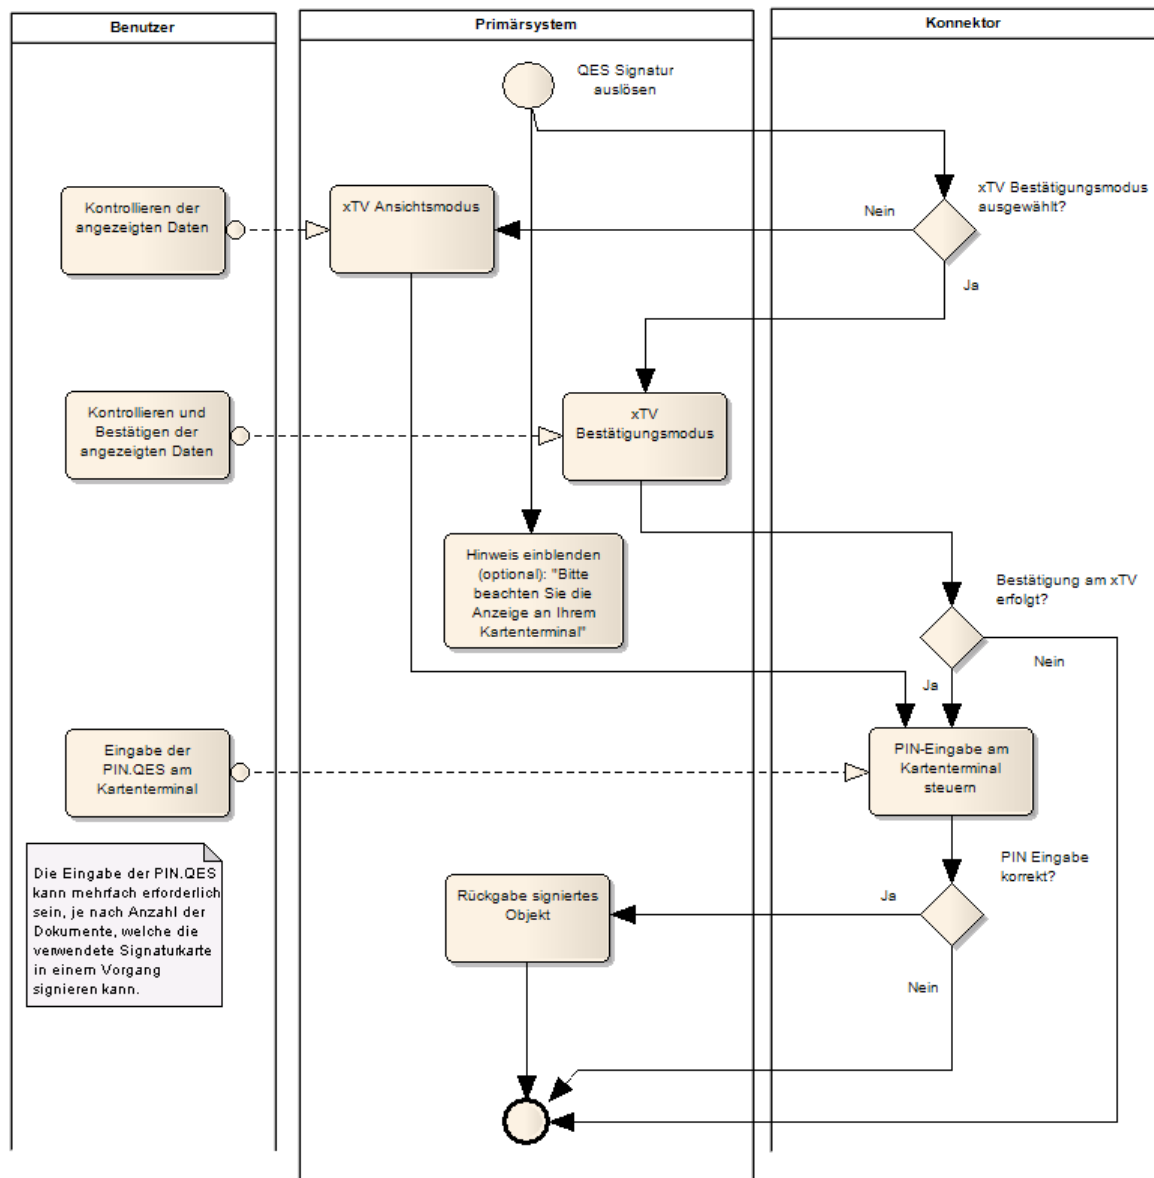 Benutzer
Primärsystem
Konnektor
QES Signatur
auslösen
xTV Bestätigungsmodus
ausgewählt?
Kontrollieren der
angezeigten Daten
xTV Ansichtsmodus
Nein
Ja
Kontrollieren und
Bestätigen der
angezeigten Daten
xTV
Bestätigungsmodus
Hinweis einblenden
(optional): "Bitte
beachten Sie die
Anzeige an Ihrem
Kartenterminal"
Bestätigung am xTV
erfolgt?
Nein
Ja
Eingabe der
PIN.QES am
Kartenterminal
PIN-Eingabe am
Kartenterminal
steuern
Die Eingabe der PIN.QES
kann mehrfach erforderlich
sein, je nach Anzahl der
Dokumente, welche die
verwendete Signaturkarte
in einem Vorgang
signieren kann.
PIN Eingabe
korrekt?
Rückgabe signiertes
Objekt
Ja
Nein